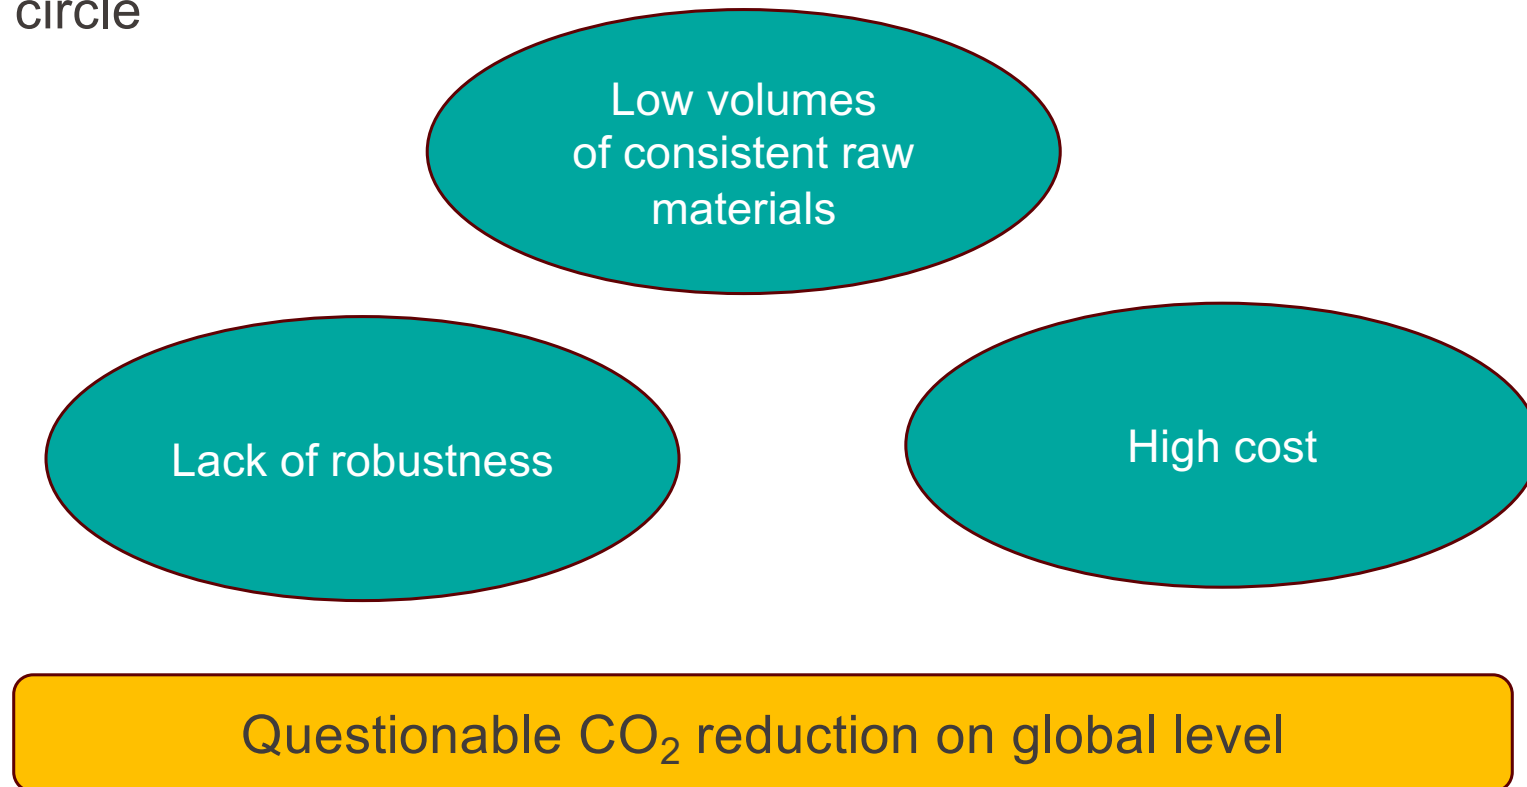 circle
Low volumes
of consistent raw
materials
Lack of robustness
High cost
Questionable CO₂ reduction on global level